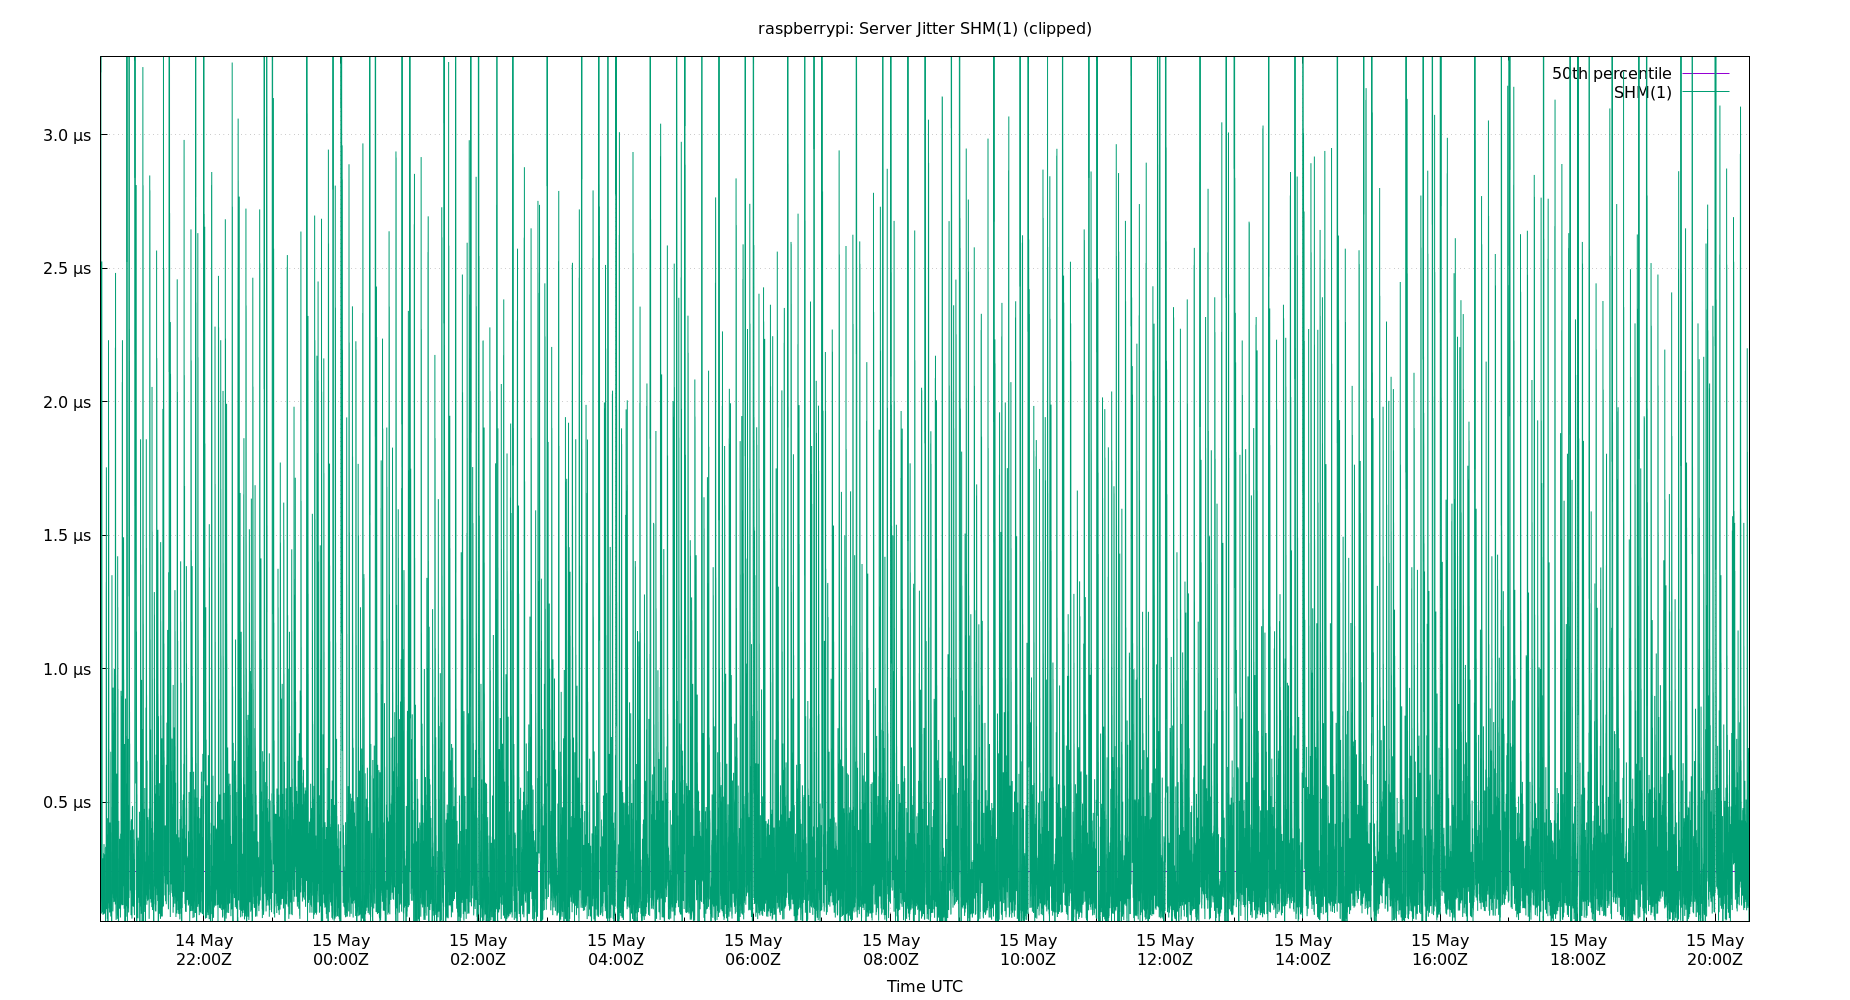 raspberrypi: Server Jitter SHM(1) (clipped)
50th percentile
SHM(1)
3.0 μs
2.5 μs
2.0 μs
1.5 μs
1.0 μs
0.5 μs
14 May 15 May 15 May 15 May 15 May 15 May 15 May 15 May 15 May 15 May 15 May 15 May
22:00Z 00:00Z 02:00Z 04:00Z 06:00Z 08:00Z 10:00Z 12:00Z 14:00Z 16:00Z 18:00Z 20:00Z
Time UTC